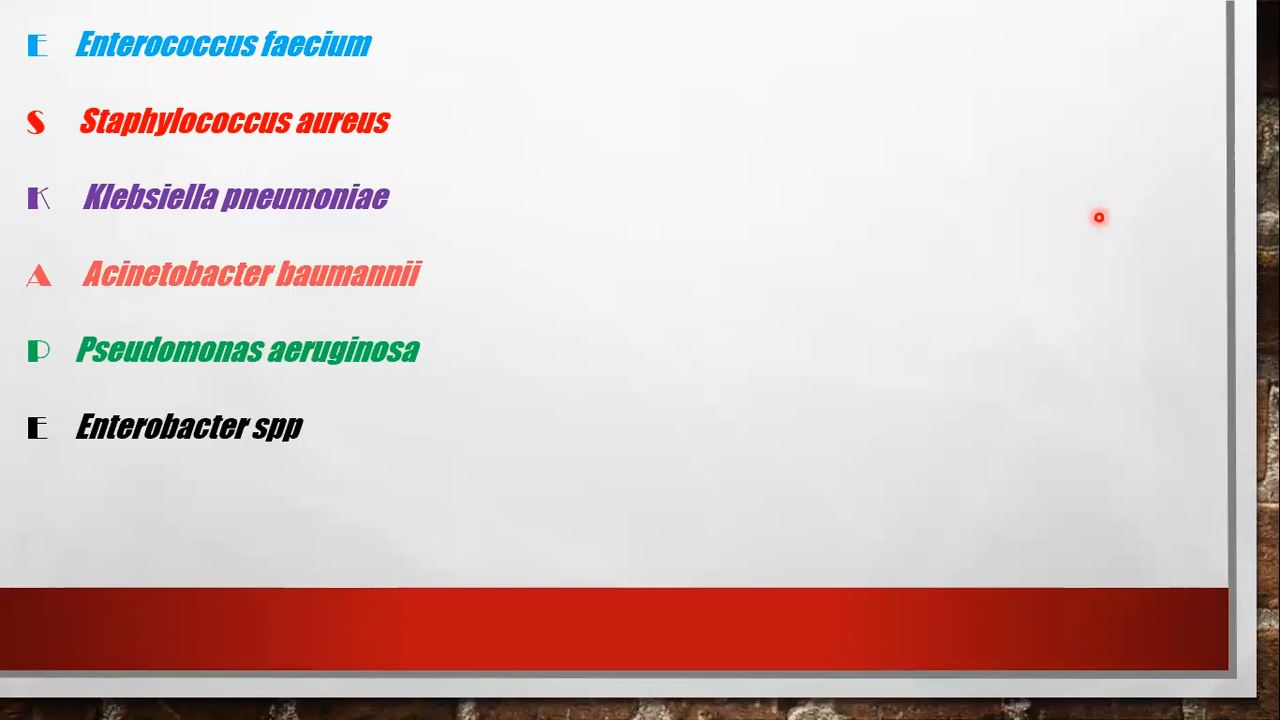 E Enterococcus faecium
S Staphylococcus aureus
K Klebsiella pneumoniae
A Acinetobacter baumannii
P Pseudomonas aeruginosa
E Enterobacter spp